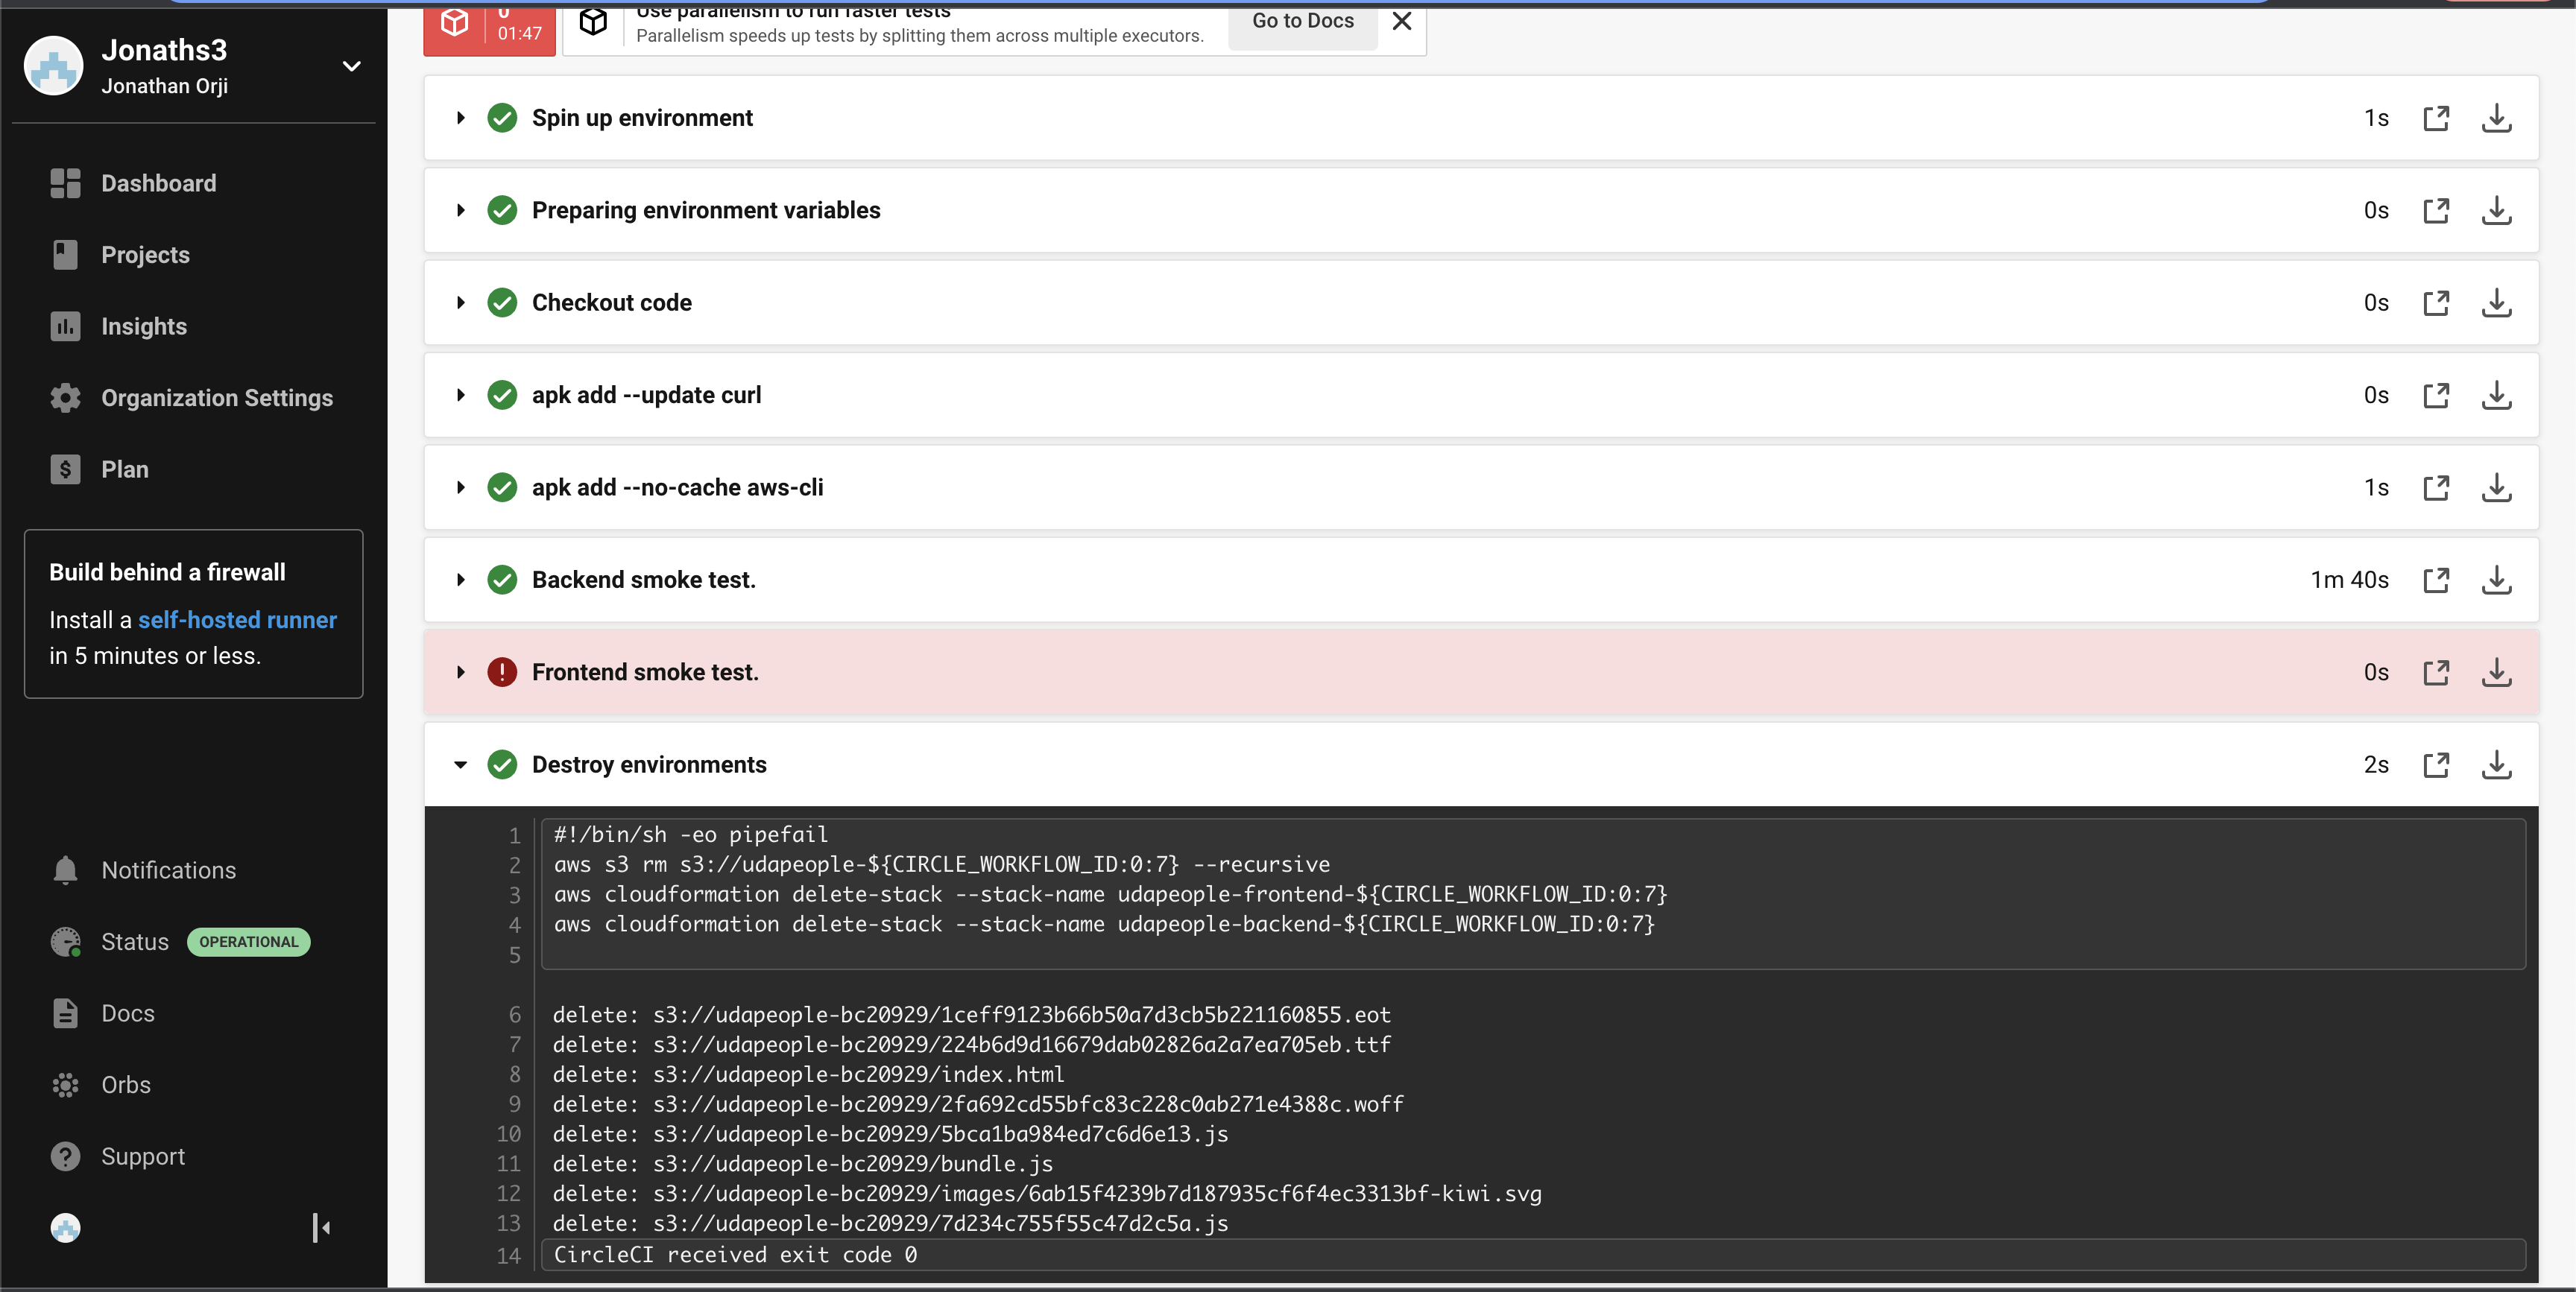 Jonaths3
Jonathan Orji
Dashboard
Projects
Insights
Organization Settings
Plan
Build behind a firewall
Install a self-hosted runner
in 5 minutes or less.
Notifications
Status OPERATIONAL
Docs
Orbs
Support
0
01:47
Use parallelism to run faster tests
Parallelism speeds up tests by splitting them across multiple executors.
Go to Docs
Spin up environment 1s
Preparing environment variables 0s
Checkout code 0s
apk add --update curl 0s
apk add --no-cache aws-cli 1s
Backend smoke test. 1m 40s
Frontend smoke test. 0s
Destroy environments 2s
1 #!/bin/sh -eo pipefail
2 aws s3 rm s3://udapeople-${CIRCLE_WORKFLOW_ID:0:7} --recursive
3 aws cloudformation delete-stack --stack-name udapeople-frontend-${CIRCLE_WORKFLOW_ID:0:7}
4 aws cloudformation delete-stack --stack-name udapeople-backend-${CIRCLE_WORKFLOW_ID:0:7}
5
6 delete: s3://udapeople-bc20929/1ceff9123b66b50a7d3cb5b221160855.eot
7 delete: s3://udapeople-bc20929/224b6d9d16679dab02826a2a7ea705eb.ttf
8 delete: s3://udapeople-bc20929/index.html
9 delete: s3://udapeople-bc20929/2fa692cd55bfc83c228c0ab271e4388c.woff
10 delete: s3://udapeople-bc20929/5bca1ba984ed7c6d6e13.js
11 delete: s3://udapeople-bc20929/bundle.js
12 delete: s3://udapeople-bc20929/images/6ab15f4239b7d187935cf6f4ec3313bf-kiwi.svg
13 delete: s3://udapeople-bc20929/7d234c755f55c47d2c5a.js
14 CircleCI received exit code 0